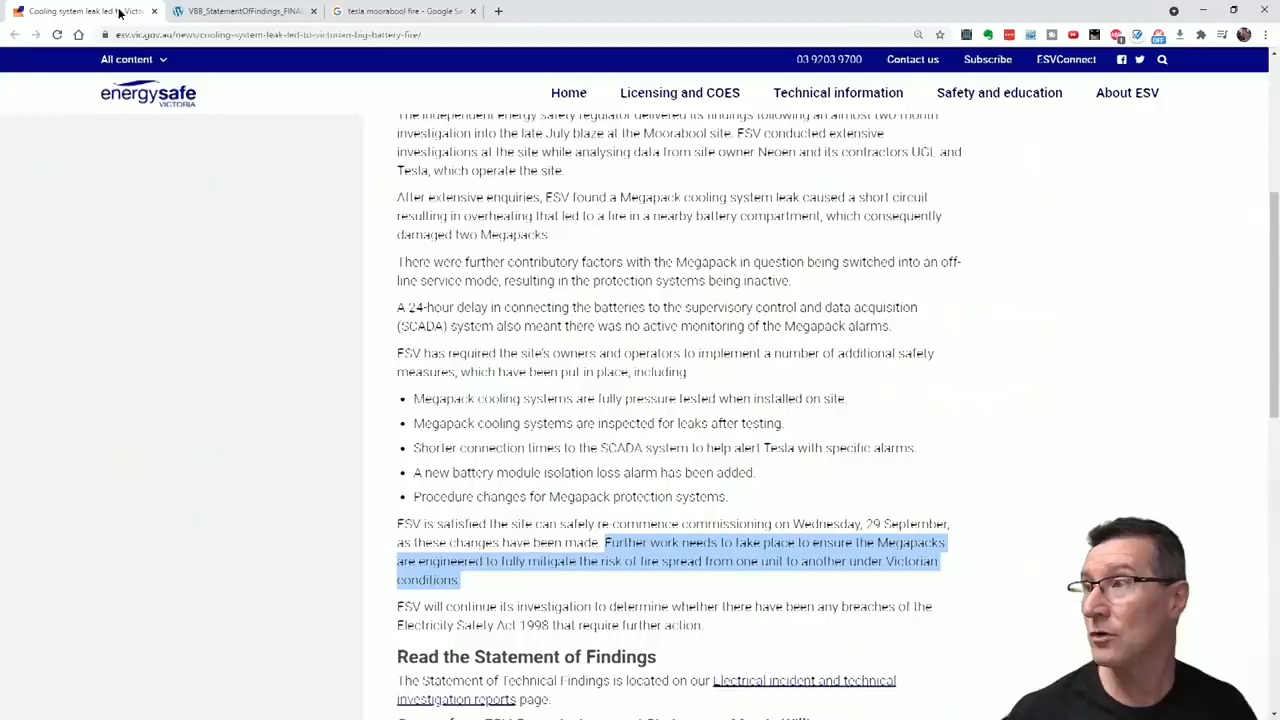 Cooling system leak led to Victor
VBB_StatementOfFindings_FINAL
tesla moorabool fire - Google Se
esv.vic.gov.au/news/cooling-system-leak-led-to-victorian-big-battery-fire/
All content
03 9203 9700
Contact us
Subscribe
ESVConnect
energysafe
VICTORIA
Home
Licensing and COES
Technical information
Safety and education
About ESV
The independent energy safety regulator delivered its findings following an almost two-month
investigation into the late July blaze at the Moorabool site. ESV conducted extensive
investigations at the site while analysing data from site owner Neoen and its contractors UGL and
Tesla, which operate the site.
After extensive enquiries, ESV found a Megapack cooling system leak caused a short circuit
resulting in overheating that led to a fire in a nearby battery compartment, which consequently
damaged two Megapacks.
There were further contributory factors with the Megapack in question being switched into an off-
line service mode, resulting in the protection systems being inactive.
A 24-hour delay in connecting the batteries to the supervisory control and data acquisition
(SCADA) system also meant there was no active monitoring of the Megapack alarms.
ESV has required the site's owners and operators to implement a number of additional safety
measures, which have been put in place, including
• Megapack cooling systems are fully pressure tested when installed on site.
• Megapack cooling systems are inspected for leaks after testing.
• Shorter connection times to the SCADA system to help alert Tesla with specific alarms.
• A new battery module isolation loss alarm has been added.
• Procedure changes for Megapack protection systems.
ESV is satisfied the site can safely re-commence commissioning on Wednesday, 29 September,
as these changes have been made. Further work needs to take place to ensure the Megapacks
are engineered to fully mitigate the risk of fire spread from one unit to another under Victorian
conditions.
ESV will continue its investigation to determine whether there have been any breaches of the
Electricity Safety Act 1998 that require further action.
Read the Statement of Findings
The Statement of Technical Findings is located on our Electrical incident and technical
investigation reports page.